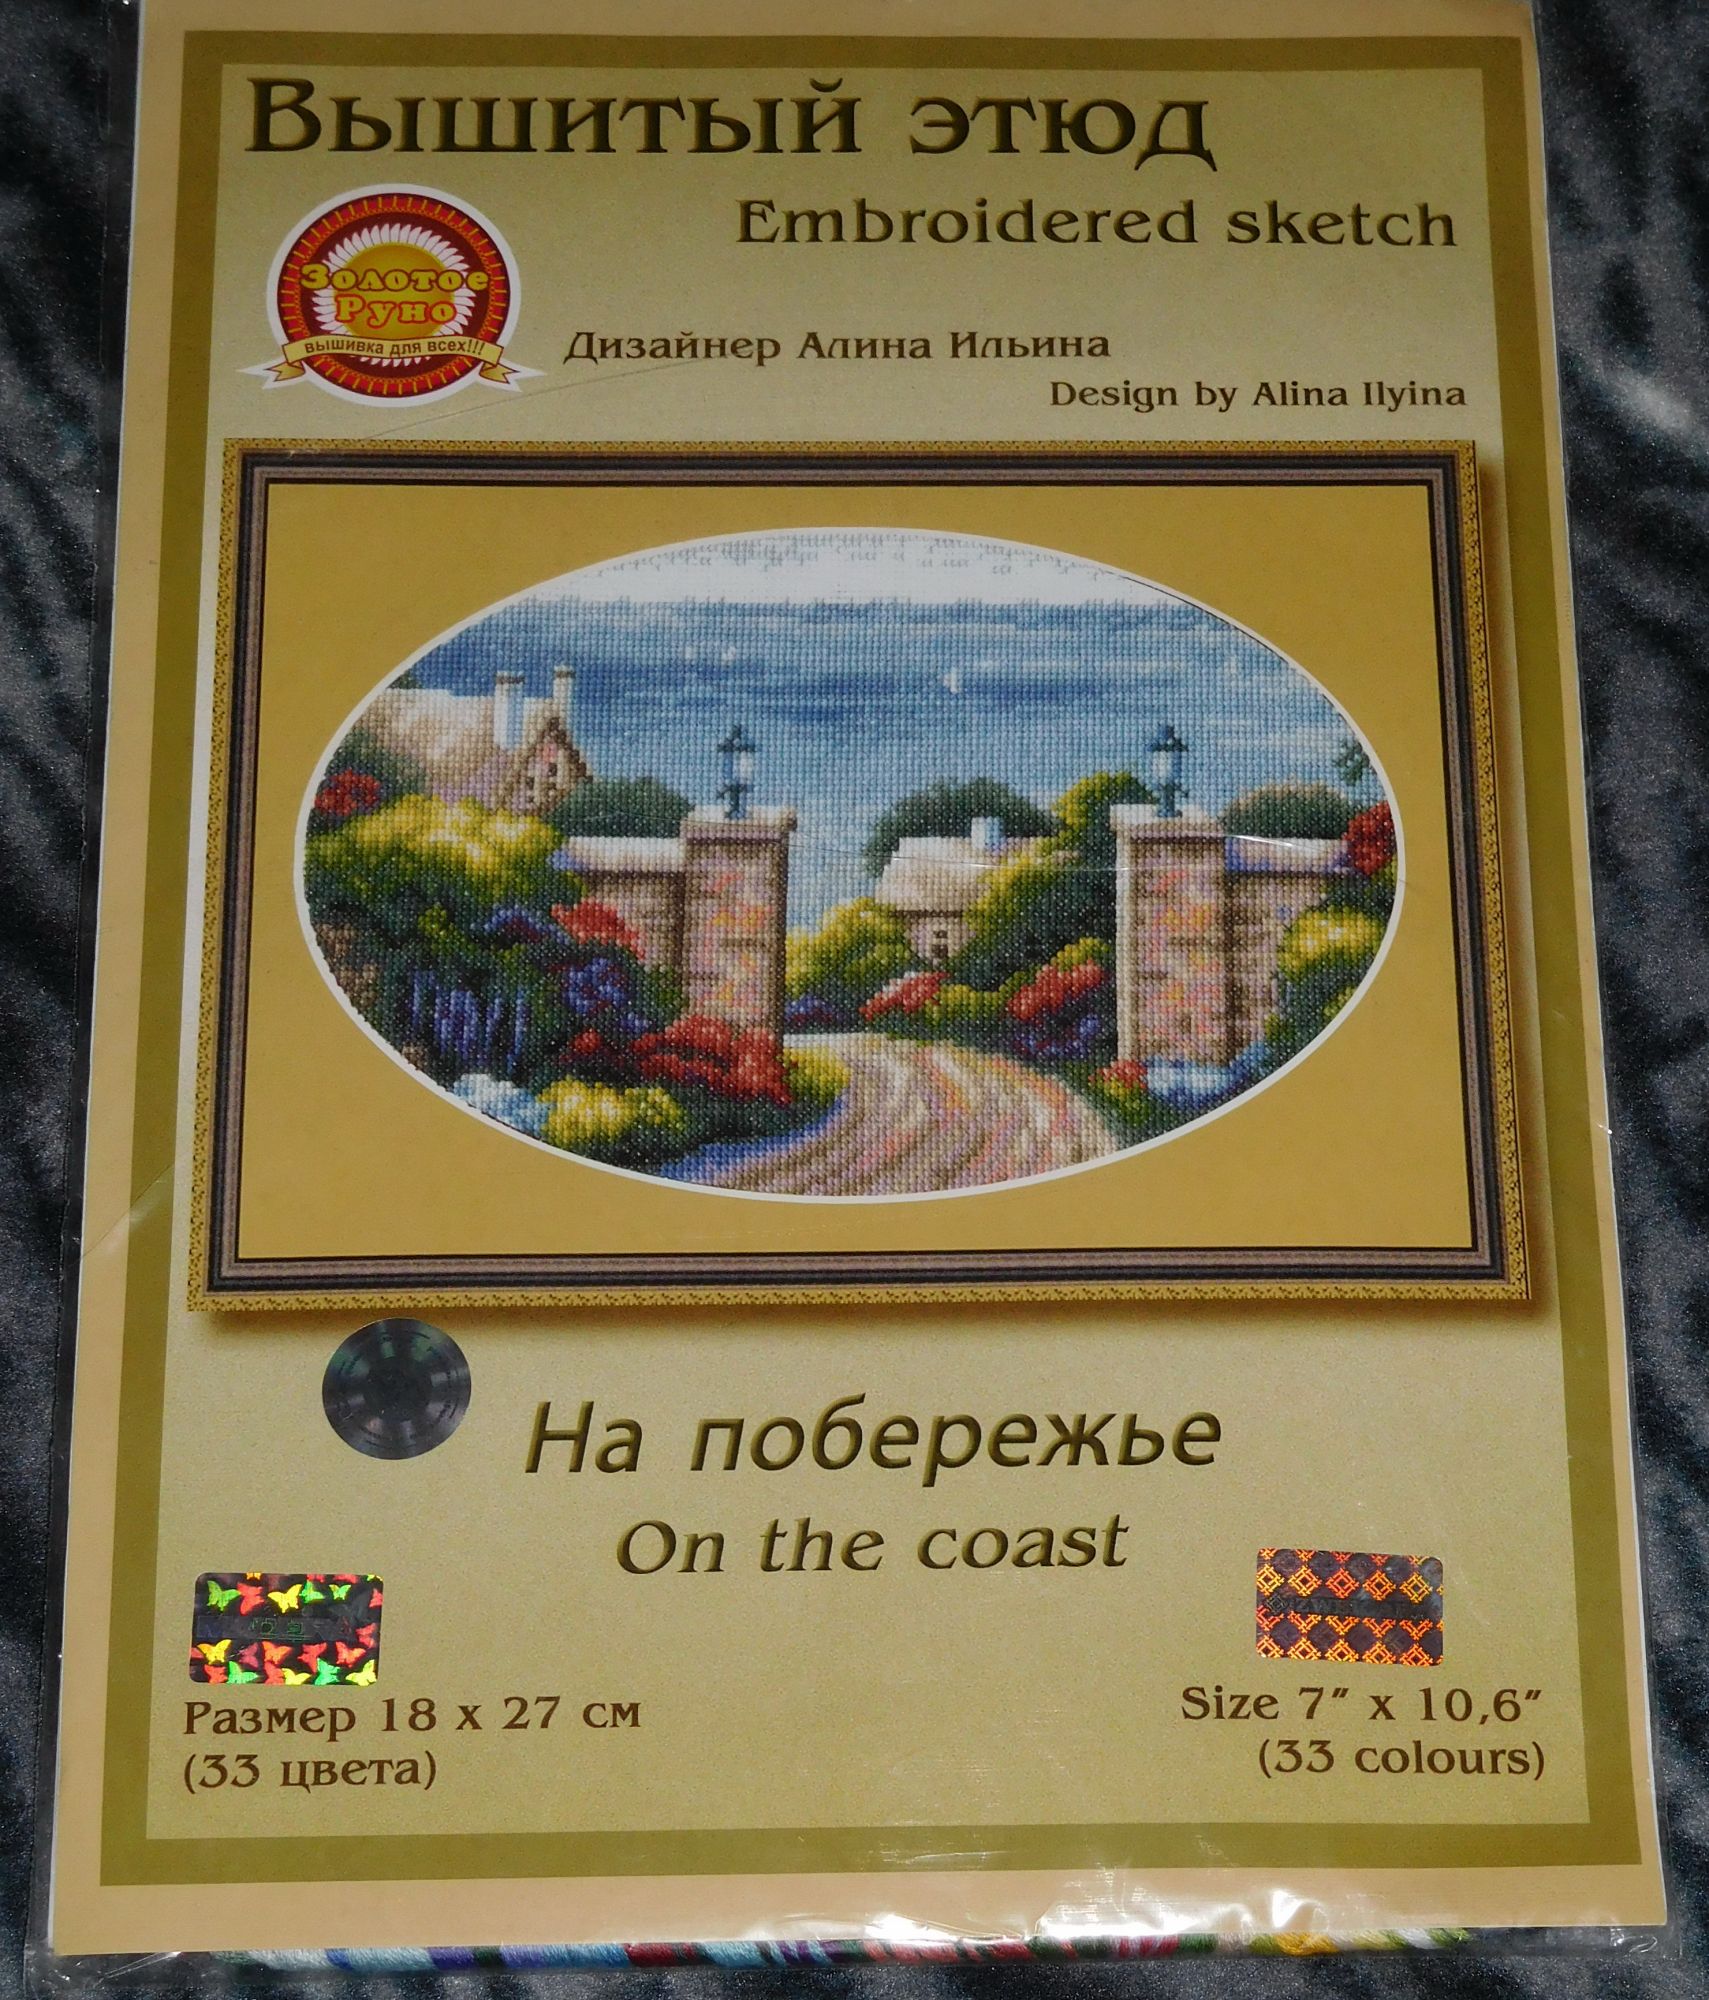 Вышитый этюд
Embroidered sketch
Золотое
Руно
вышивка для всех!!!
Дизайнер Алина Ильина
Design by Alina Ilyina
На побережье
On the coast
Размер 18 x 27 см
(33 цвета)
Size 7″ x 10,6″
(33 colours)